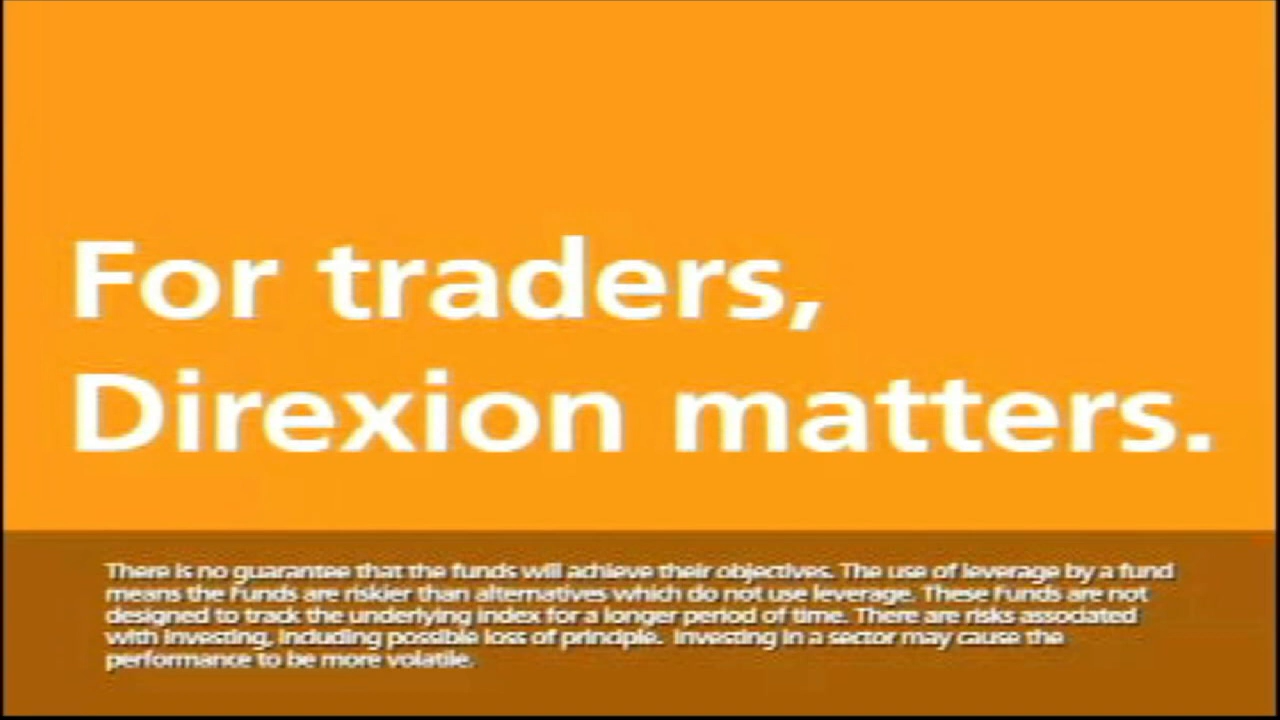 For traders,
Direxion matters.
There is no guarantee that the funds will achieve their objectives. The use of leverage by a fund
means the Funds are riskier than alternatives which do not use leverage. These Funds are not
designed to track the underlying index for a longer period of time. There are risks associated
with investing, including possible loss of principle. Investing in a sector may cause the
performance to be more volatile.